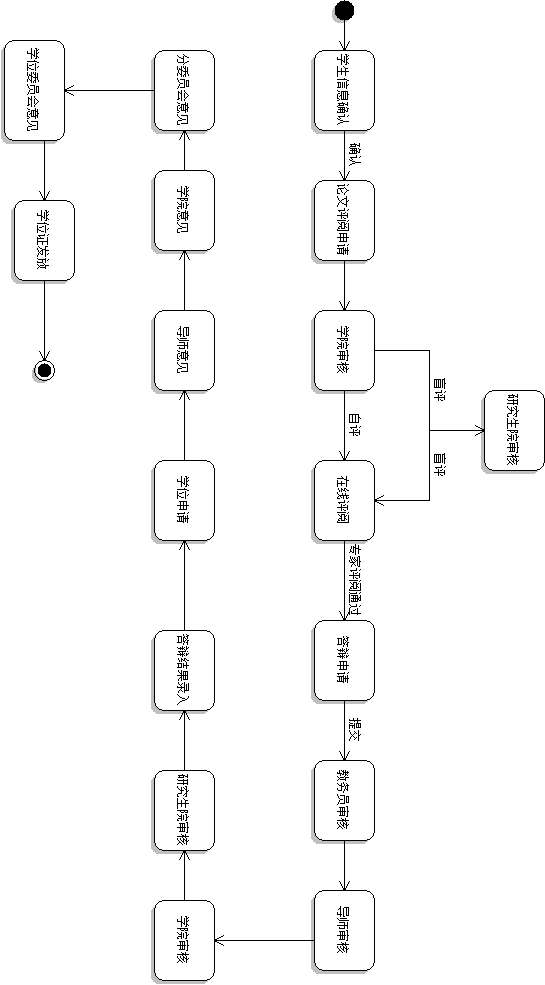 学生信息确认
确认
论文评阅申请
学院审核
盲评
研究生院审核
盲评
自评
在线评阅
专家评阅通过
答辩申请
提交
教务员审核
导师审核
学院审核
研究生院审核
答辩结果录入
学位申请
导师意见
学院意见
分委员会意见
学位委员会意见
学位证发放